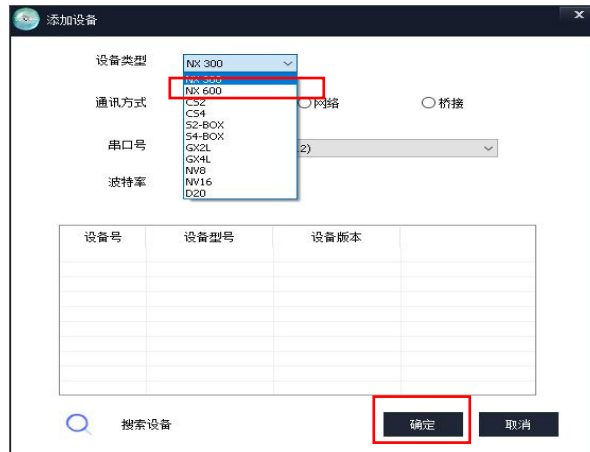 添加设备
x
设备类型
NX 300
NX 300
NX 600
CS2
CS4
S2-BOX
S4-BOX
GX2L
GX4L
NV8
NV16
D20
通讯方式
网络
桥接
串口号
2)
波特率
设备号 设备型号 设备版本
搜索设备
确定 取消